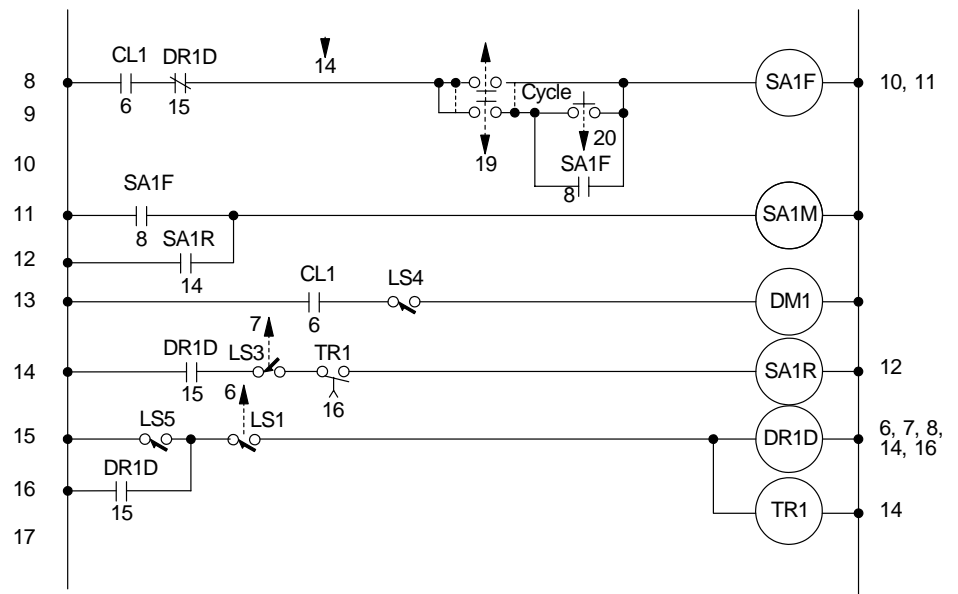 CL1 DR1D
14
8 SA1F 10, 11
6 15 Cycle
9
20
10 19 SA1F
8
SA1F
11 SA1M
8 SA1R
12
14 CL1 LS4
13 DM1
6
7
DR1D LS3 TR1
14 SA1R 12
15 6 16
LS5 LS1
15 DR1D 6, 7, 8,
14, 16
DR1D
16 TR1 14
15
17